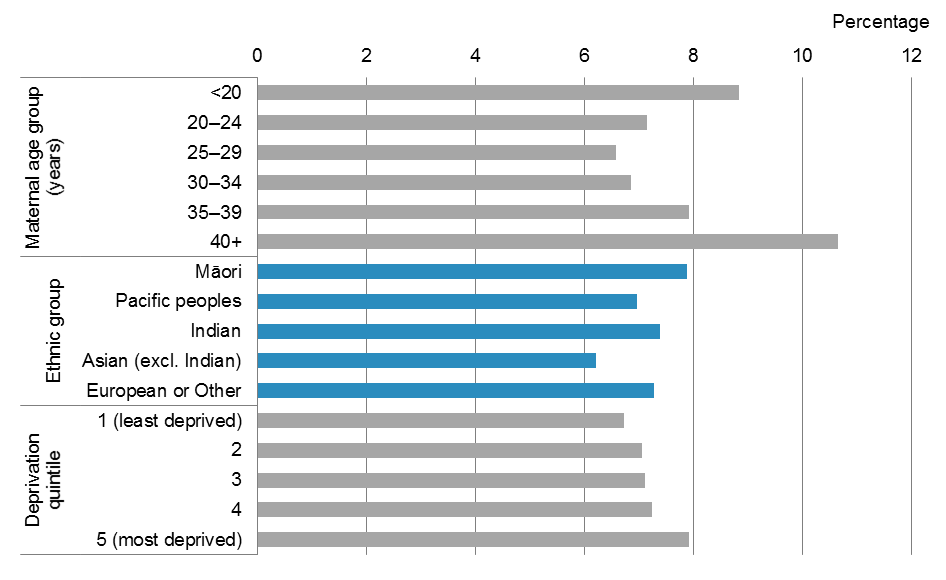 Percentage
0 2 4 6 8 10 12
Maternal age group
(years)
<20
20–24
25–29
30–34
35–39
40+
Ethnic group
Māori
Pacific peoples
Indian
Asian (excl. Indian)
European or Other
Deprivation
quintile
1 (least deprived)
2
3
4
5 (most deprived)